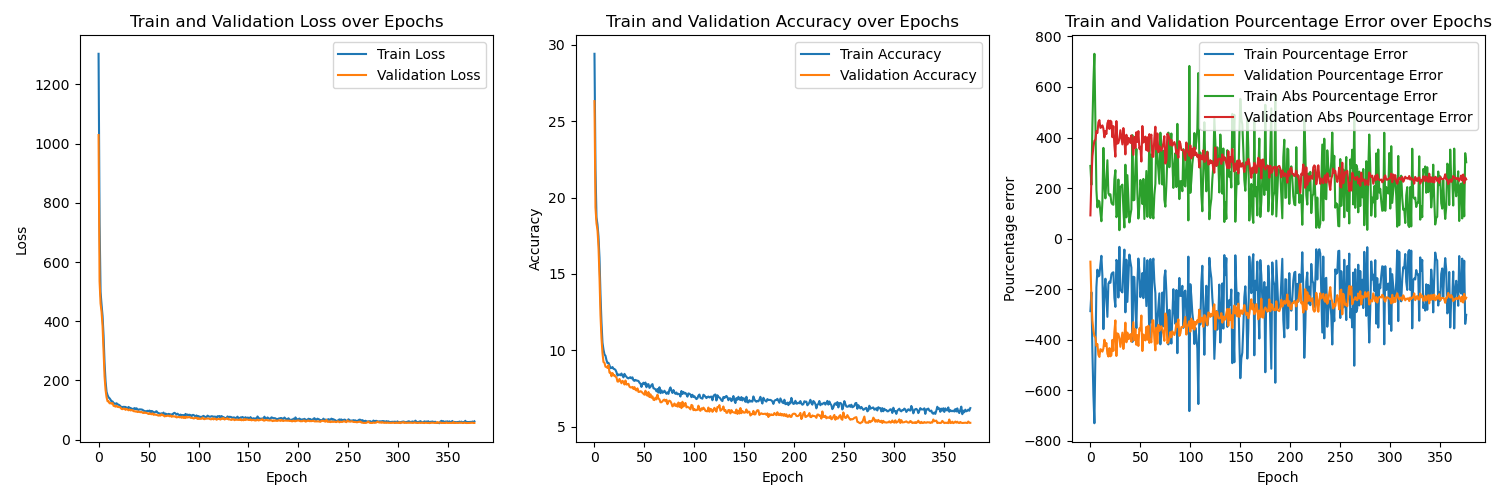 Train and Validation Loss over Epochs
Train Loss
Validation Loss
1200
1000
800
600
400
200
0
Loss
0 50 100 150 200 250 300 350
Epoch
Train and Validation Accuracy over Epochs
Train Accuracy
Validation Accuracy
30
25
20
15
10
5
Accuracy
0 50 100 150 200 250 300 350
Epoch
Train and Validation Pourcentage Error over Epochs
Train Pourcentage Error
Validation Pourcentage Error
Train Abs Pourcentage Error
Validation Abs Pourcentage Error
800
600
400
200
0
−200
−400
−600
−800
Pourcentage error
0 50 100 150 200 250 300 350
Epoch